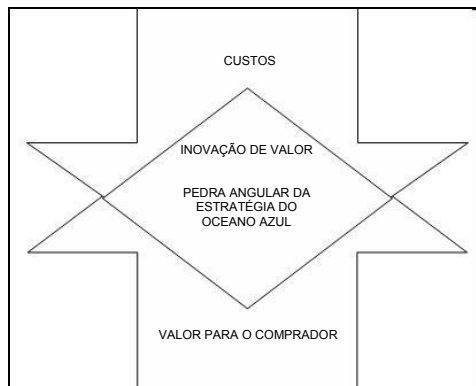 CUSTOS
INOVAÇÃO DE VALOR
PEDRA ANGULAR DA
ESTRATÉGIA DO
OCEANO AZUL
VALOR PARA O COMPRADOR